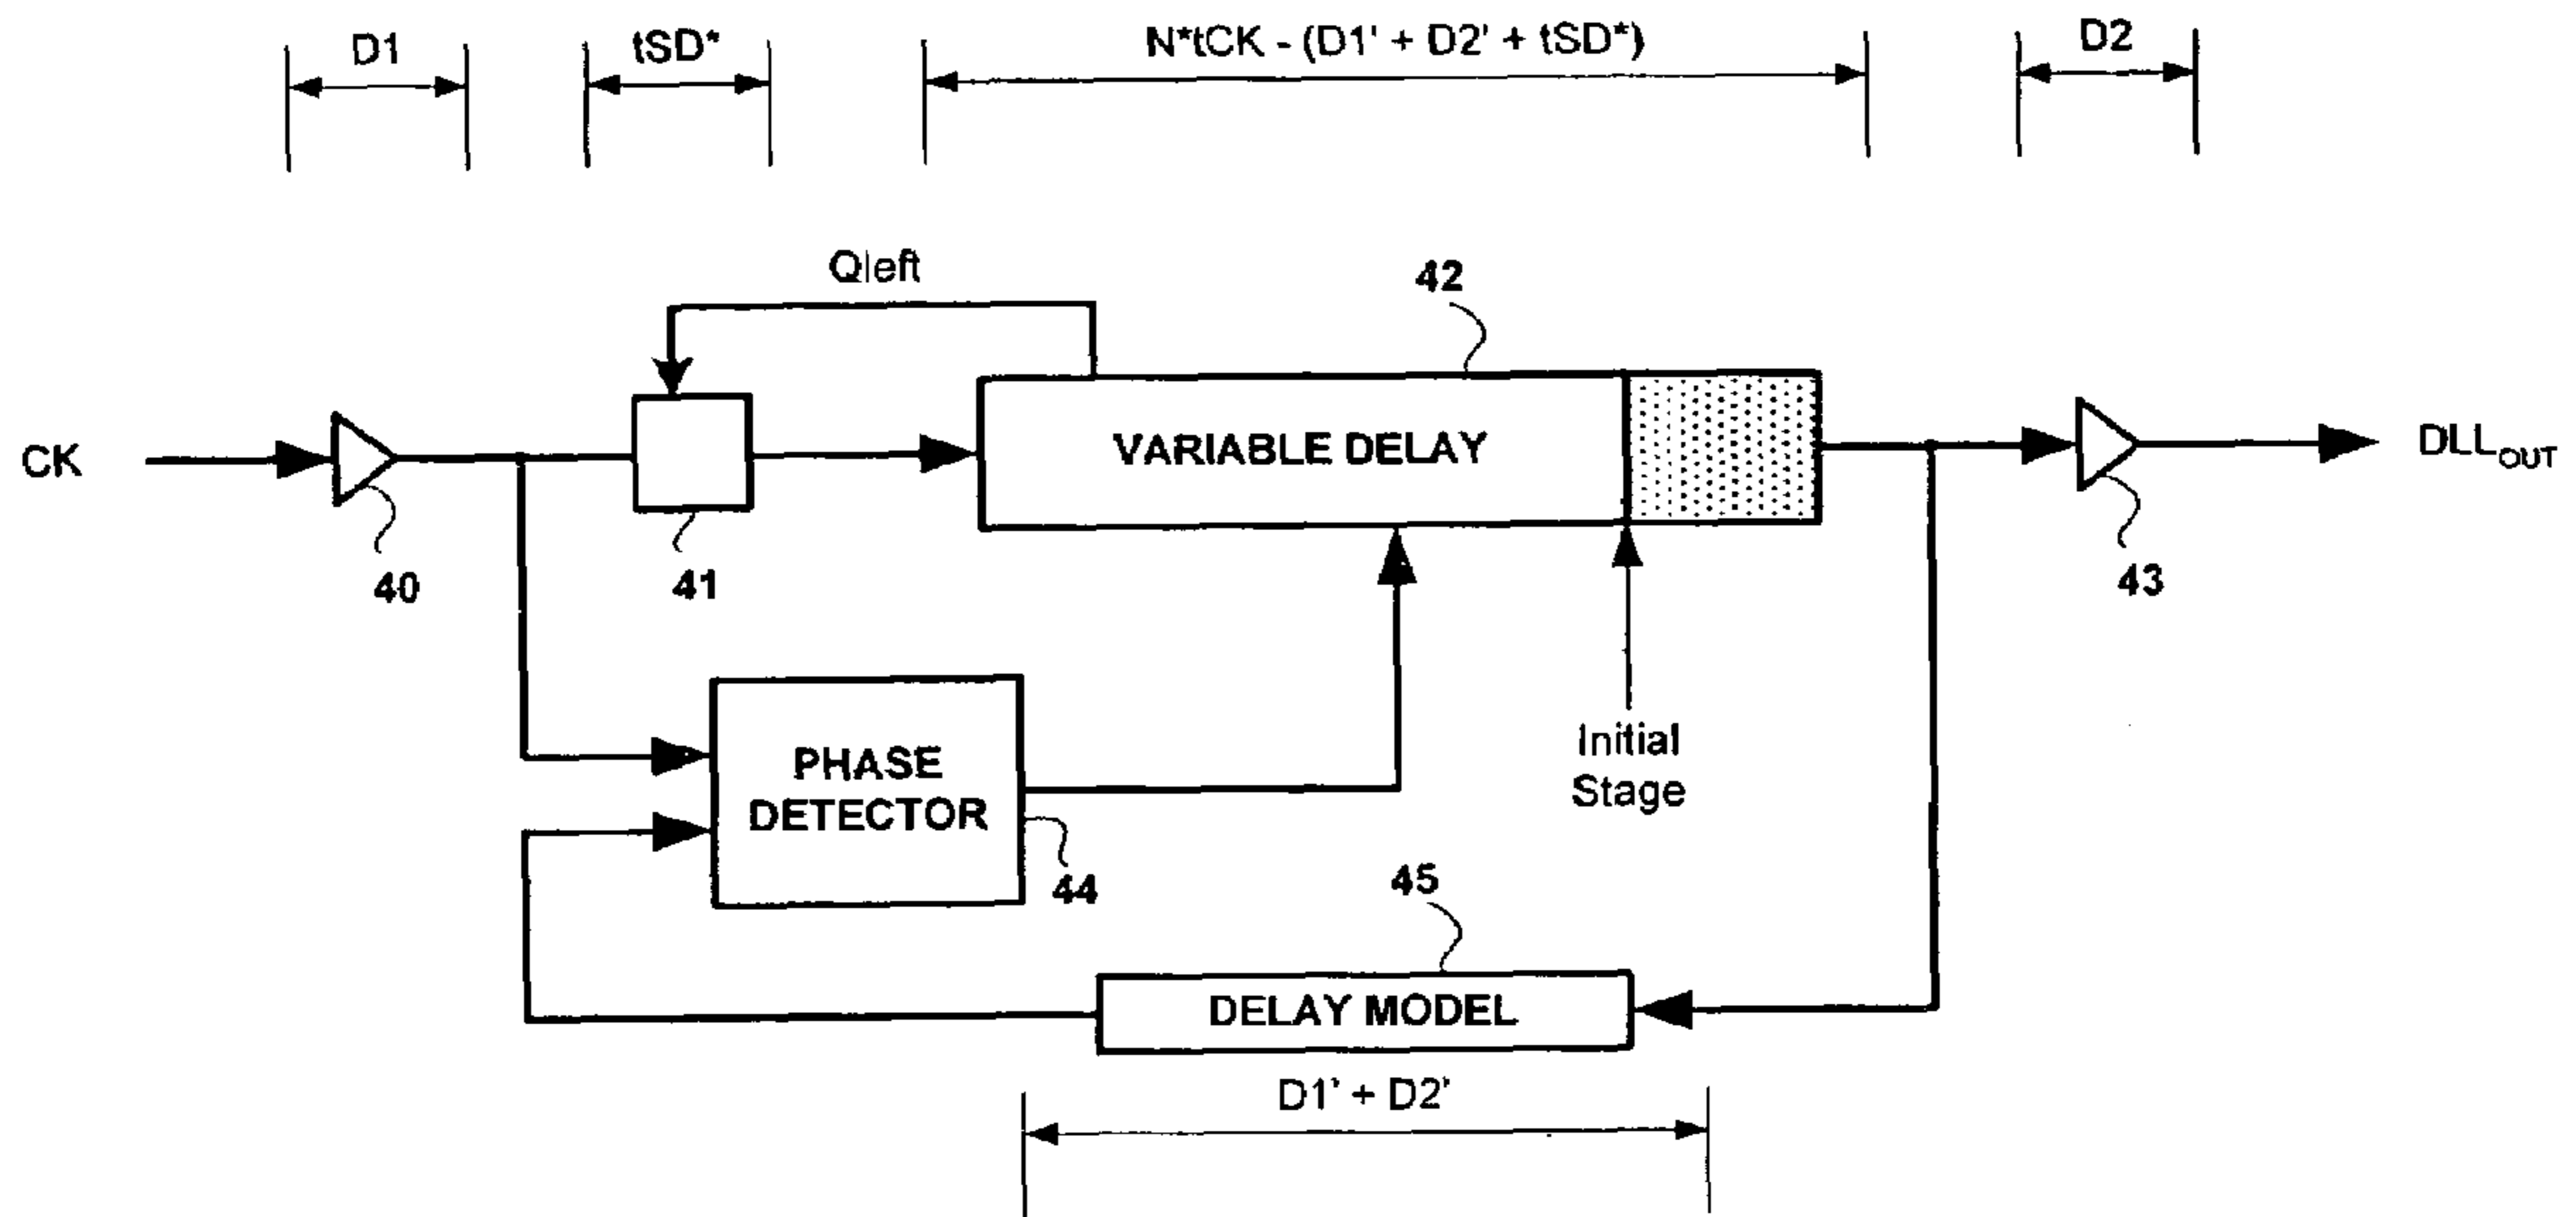 D1
tSD*
N*tCK - (D1' + D2' + tSD*)
D2
Qleft
42
CK
VARIABLE DELAY
DLLOUT
40
41
43
PHASE
DETECTOR
Initial
Stage
44
45
DELAY MODEL
D1' + D2'